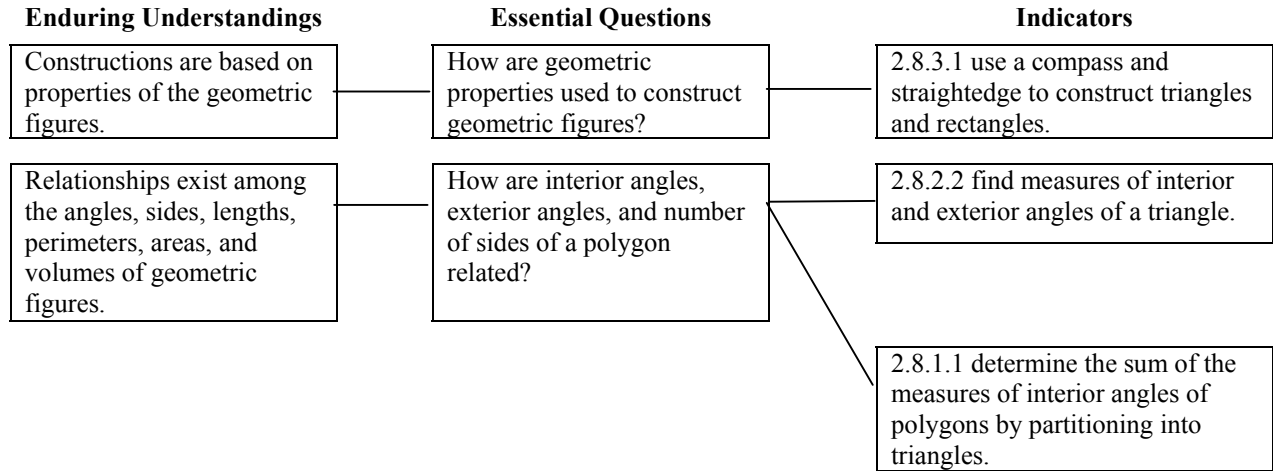 Enduring Understandings
Essential Questions
Indicators
Constructions are based on
properties of the geometric
figures.
How are geometric
properties used to construct
geometric figures?
2.8.3.1 use a compass and
straightedge to construct triangles
and rectangles.
Relationships exist among
the angles, sides, lengths,
perimeters, areas, and
volumes of geometric
figures.
How are interior angles,
exterior angles, and number
of sides of a polygon
related?
2.8.2.2 find measures of interior
and exterior angles of a triangle.
2.8.1.1 determine the sum of the
measures of interior angles of
polygons by partitioning into
triangles.